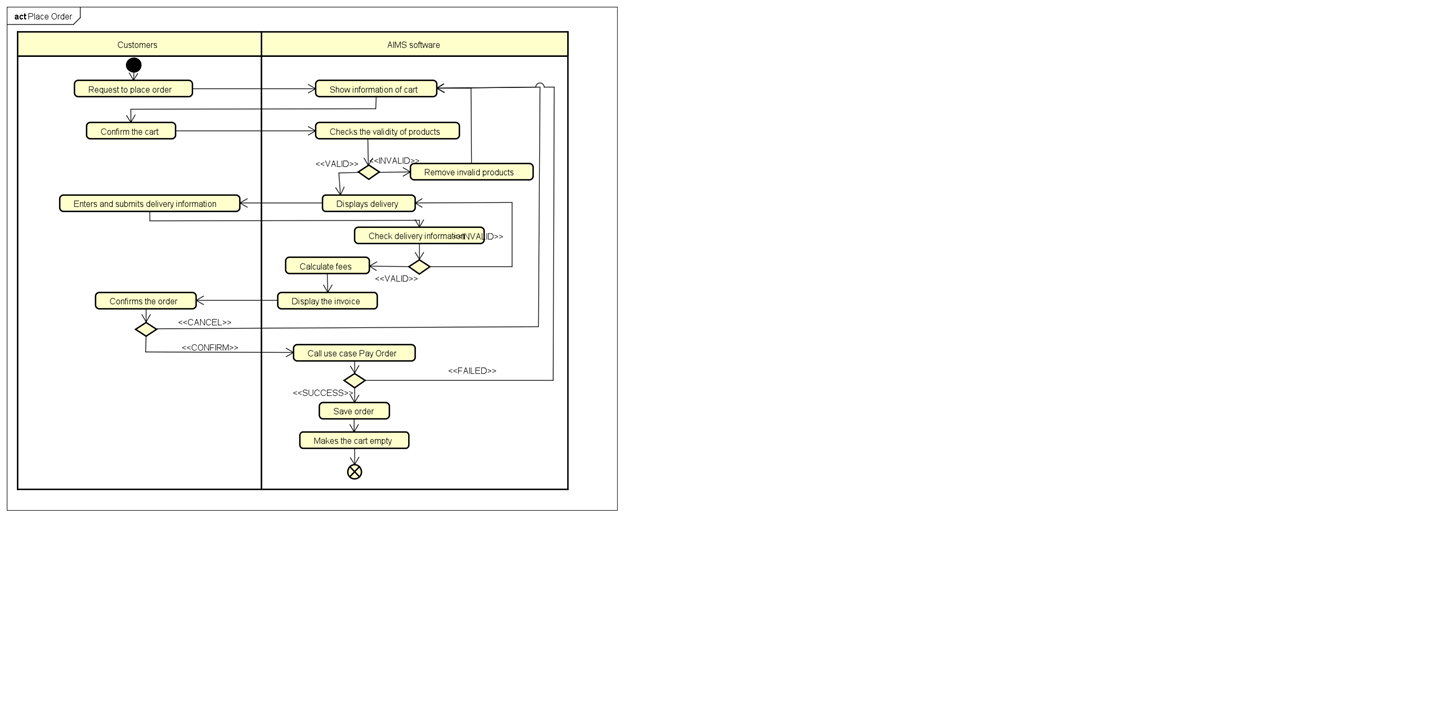 act Place Order
Customers
AIMS software
Request to place order
Show information of cart
Confirm the cart
Checks the validity of products
<<VALID>>
<<INVALID>>
Remove invalid products
Enters and submits delivery information
Displays delivery
Check delivery information
<<INVALID>>
Calculate fees
<<VALID>>
Confirms the order
Display the invoice
<<CANCEL>>
<<CONFIRM>>
Call use case Pay Order
<<FAILED>>
<<SUCCESS>>
Save order
Makes the cart empty